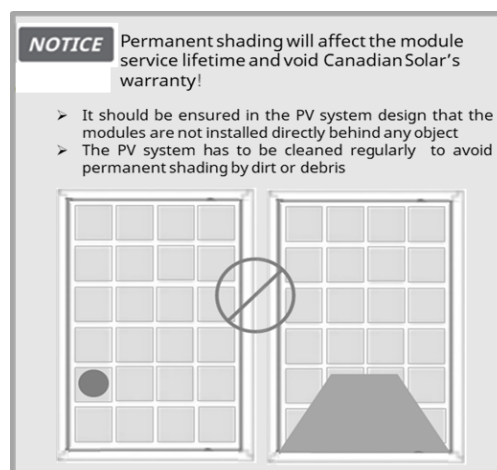 NOTICE
Permanent shading will affect the module
service lifetime and void Canadian Solar's
warranty!
➢ It should be ensured in the PV system design that the
modules are not installed directly behind any object
➢ The PV system has to be cleaned regularly to avoid
permanent shading by dirt or debris